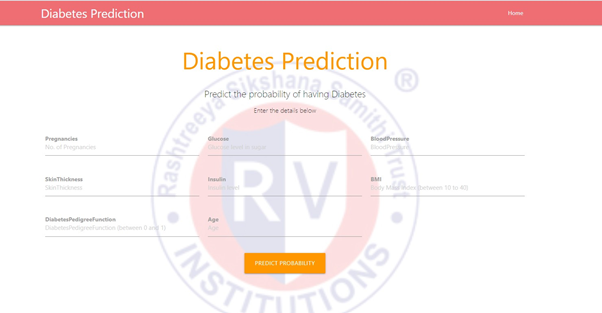 Diabetes Prediction
Home
Diabetes Prediction
Predict the probability of having Diabetes
Enter the details below
Pregnancies
No. of Pregnancies
Glucose
Glucose level in sugar
BloodPressure
BloodPressure
SkinThickness
SkinThickness
Insulin
Insulin level
BMI
Body Mass Index (between 10 to 40)
DiabetesPedigreeFunction
DiabetesPedigreeFunction (between 0 and 1)
Age
Age
PREDICT PROBABILITY
Rashtreeya Sikshana Samithi Trust
®
RV
INSTITUTIONS